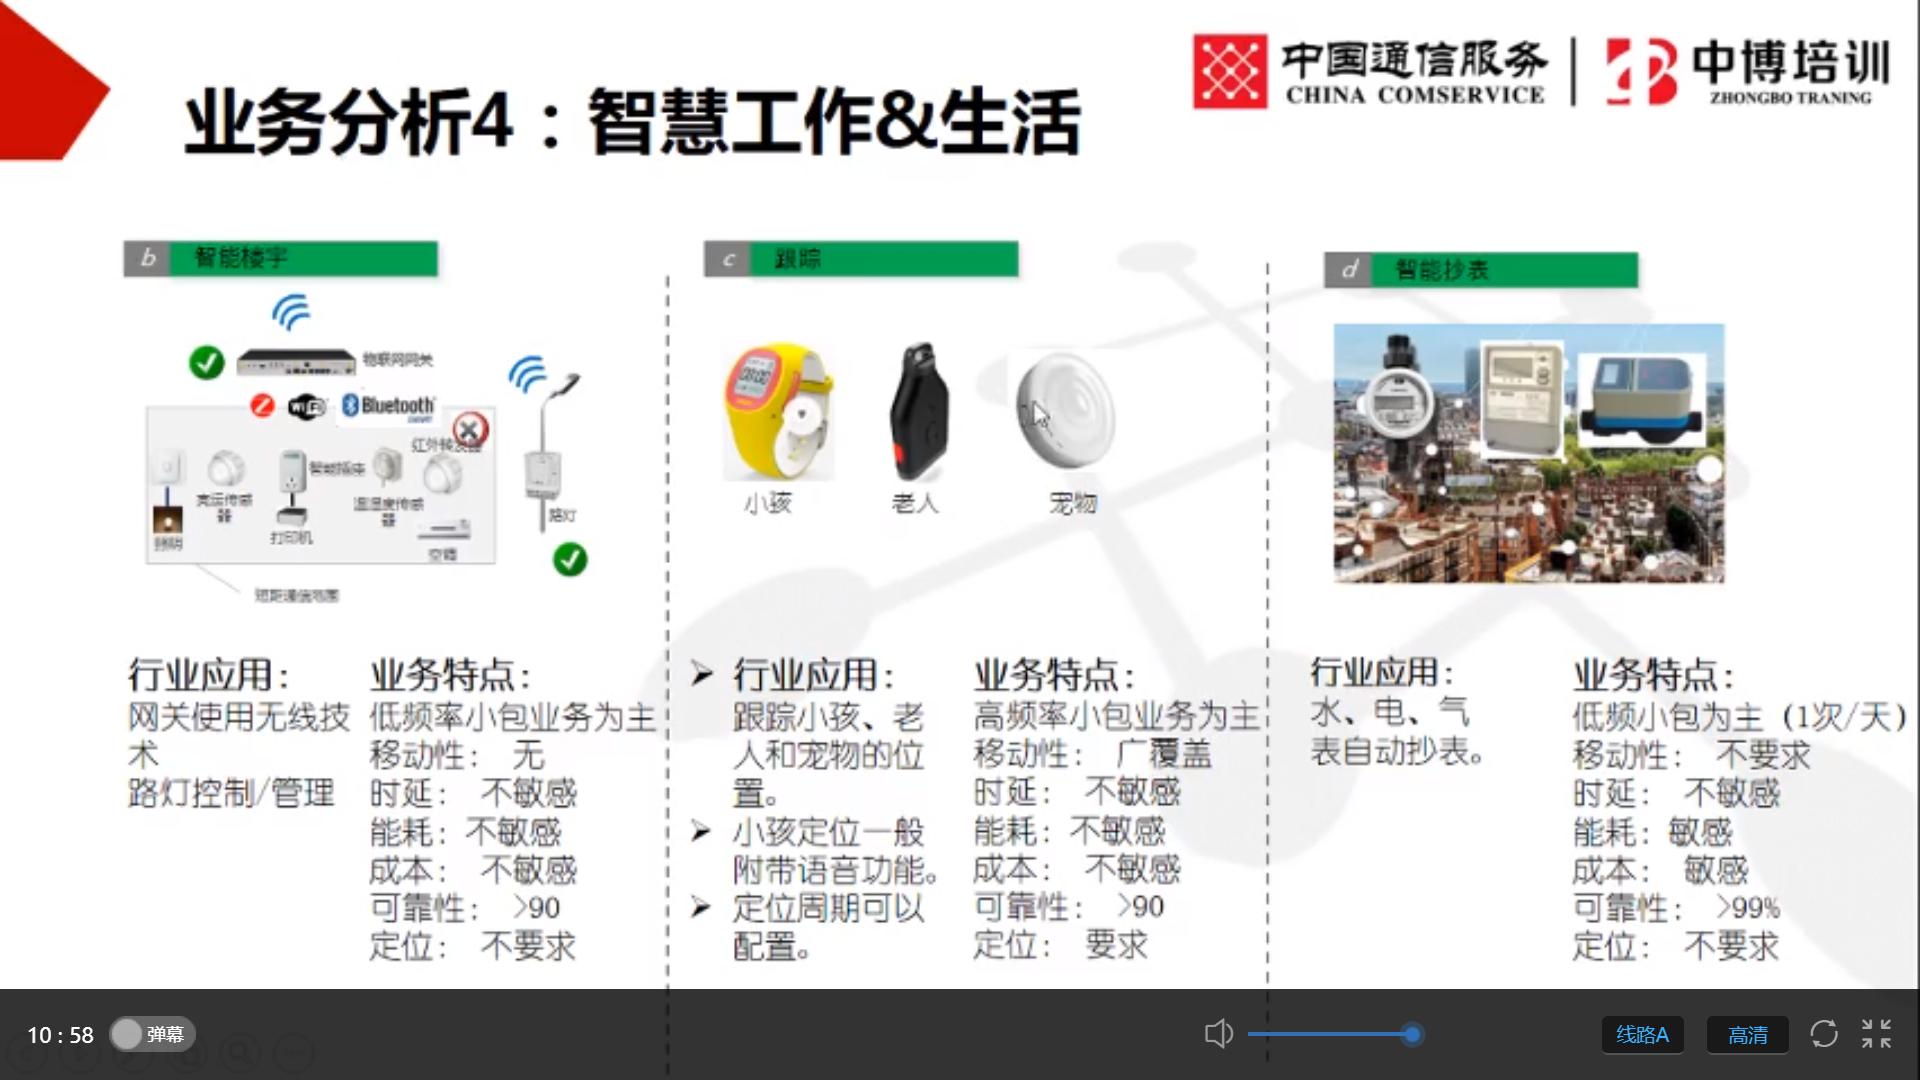 中国通信服务
CHINA COMSERVICE
中博培训
ZHONGBO TRANING
业务分析4：智慧工作&生活
b 智能楼宇
物联网网关
WiFi
Bluetooth
SMART
红外转发器
智能插座
亮度传感器
温湿度传感器
照明
打印机
空调
路灯
短距通信范围
行业应用：
网关使用无线技
术
路灯控制/管理
业务特点：
低频率小包业务为主
移动性： 无
时延： 不敏感
能耗：不敏感
成本： 不敏感
可靠性： >90
定位： 不要求
c 跟踪
小孩
老人
宠物
➢ 行业应用：
跟踪小孩、老
人和宠物的位
置。
➢ 小孩定位一般
附带语音功能。
➢ 定位周期可以
配置。
业务特点：
高频率小包业务为主
移动性： 广覆盖
时延： 不敏感
能耗：不敏感
成本： 不敏感
可靠性： >90
定位： 要求
d 智能抄表
行业应用：
水、电、气
表自动抄表。
业务特点：
低频小包为主（1次/天）
移动性： 不要求
时延： 不敏感
能耗：敏感
成本： 敏感
可靠性： >99%
定位： 不要求
10 : 58
弹幕
线路A
高清